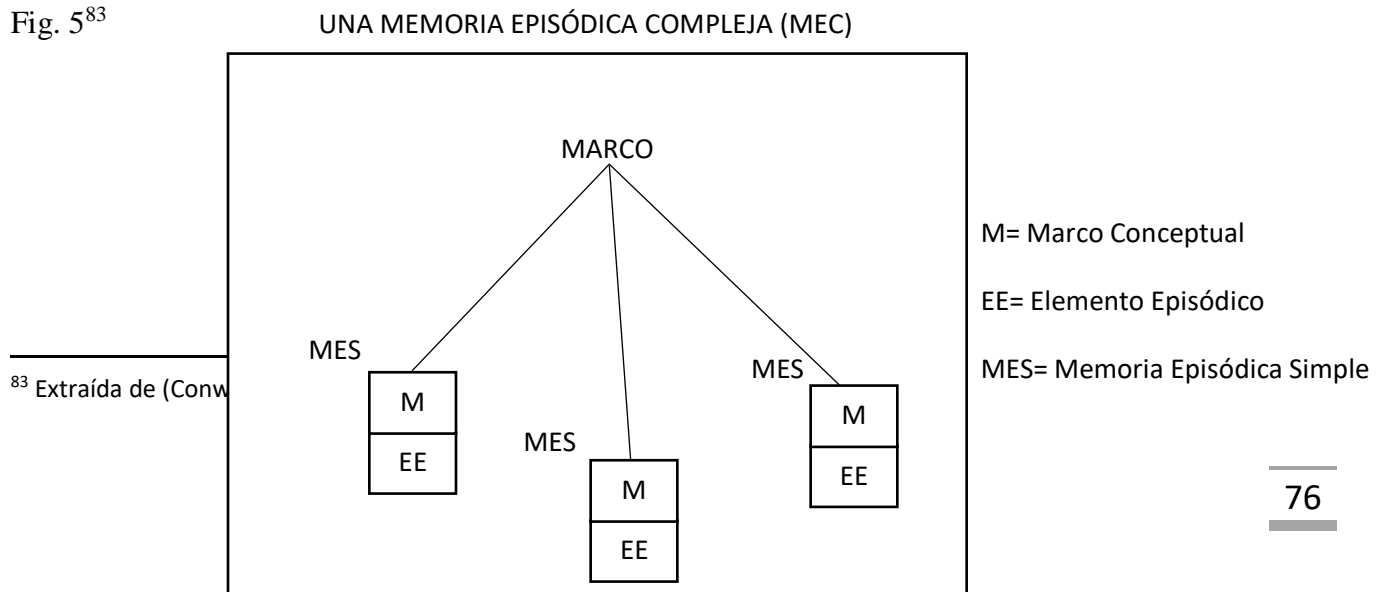 Fig. 5⁸³
UNA MEMORIA EPISÓDICA COMPLEJA (MEC)
MARCO
M= Marco Conceptual
EE= Elemento Episódico
MES= Memoria Episódica Simple
MES
M
EE
MES
M
EE
MES
M
EE
⁸³ Extraída de
76